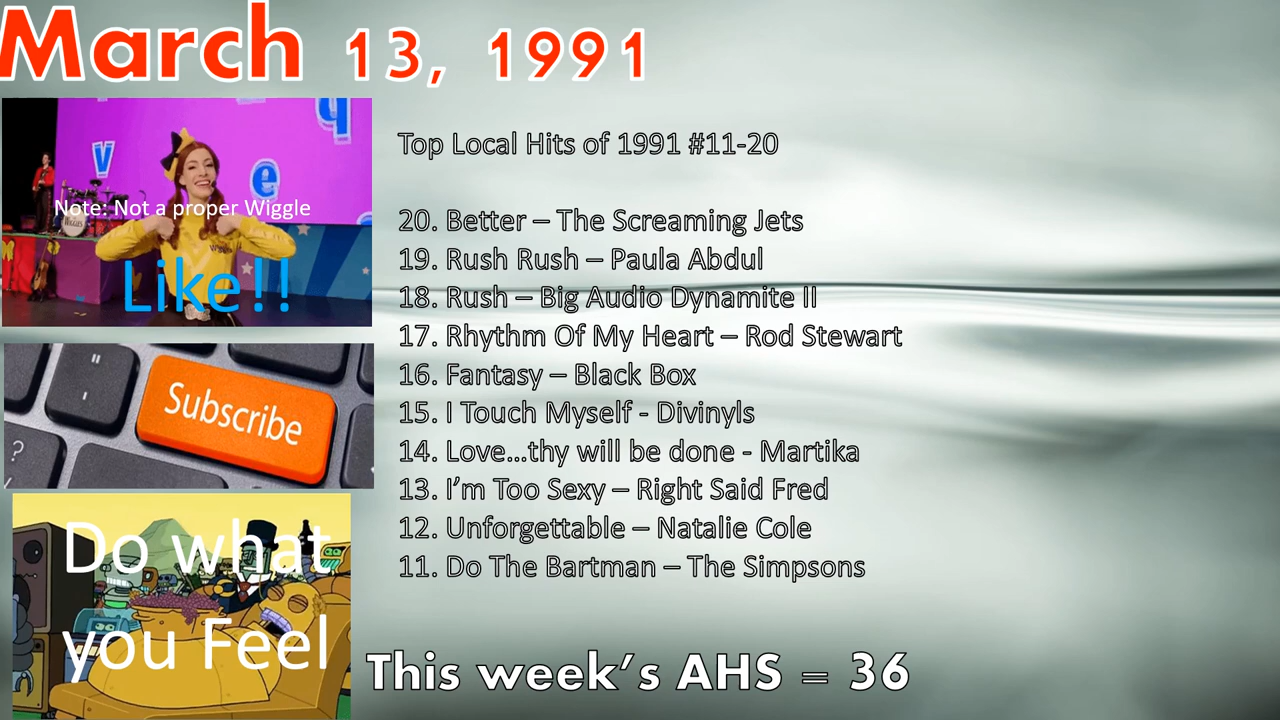 March 13, 1991
v
q
e
Note: Not a proper Wiggle
Like!!
Top Local Hits of 1991 #11-20
20. Better – The Screaming Jets
19. Rush Rush – Paula Abdul
18. Rush – Big Audio Dynamite II
17. Rhythm Of My Heart – Rod Stewart
16. Fantasy – Black Box
15. I Touch Myself - Divinyls
14. Love...thy will be done - Martika
13. I’m Too Sexy – Right Said Fred
12. Unforgettable – Natalie Cole
11. Do The Bartman – The Simpsons
"
'
Subscribe
?
Do what
you Feel
This week’s AHS = 36